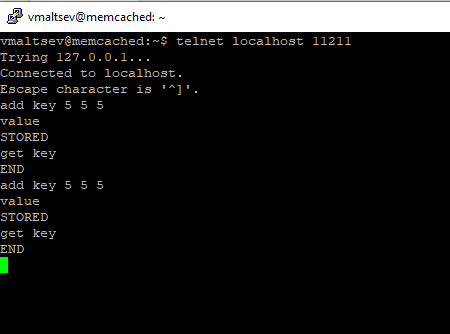 vmaltsev@memcached: ~
vmaltsev@memcached:~$ telnet localhost 11211
Trying 127.0.0.1...
Connected to localhost.
Escape character is '^]'.
add key 5 5 5
value
STORED
get key
END
add key 5 5 5
value
STORED
get key
END